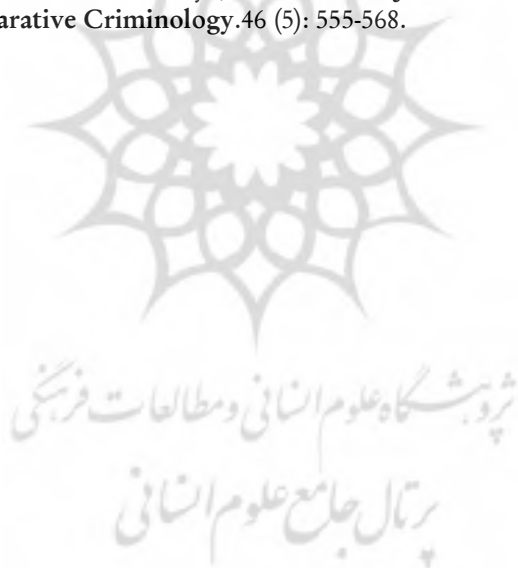 arative Criminology.46 (5): 555-568.
پژوهشگاه علوم انسانی و مطالعات فرهنگی
پرتال جامع علوم انسانی